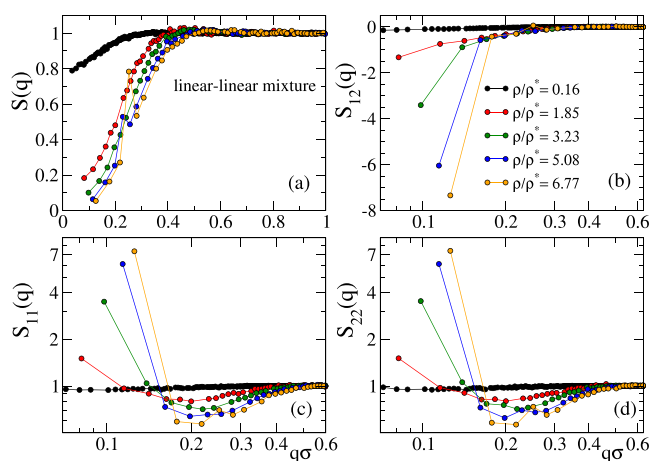 1
0.8
0.6
0.4
0.2
0
S(q)
linear-linear mixture
(a)
0 0.2 0.4 0.6 0.8 1
0
-2
-4
-6
-8
S12(q)
ρ/ρ* = 0.16
ρ/ρ* = 1.85
ρ/ρ* = 3.23
ρ/ρ* = 5.08
ρ/ρ* = 6.77
(b)
0.1 0.2 0.3 0.4 0.6
7
4
1
S11(q)
(c)
0.1 0.2 0.3 0.4 0.6
qσ
7
4
1
S22(q)
(d)
0.1 0.2 0.3 0.4 0.6
qσ